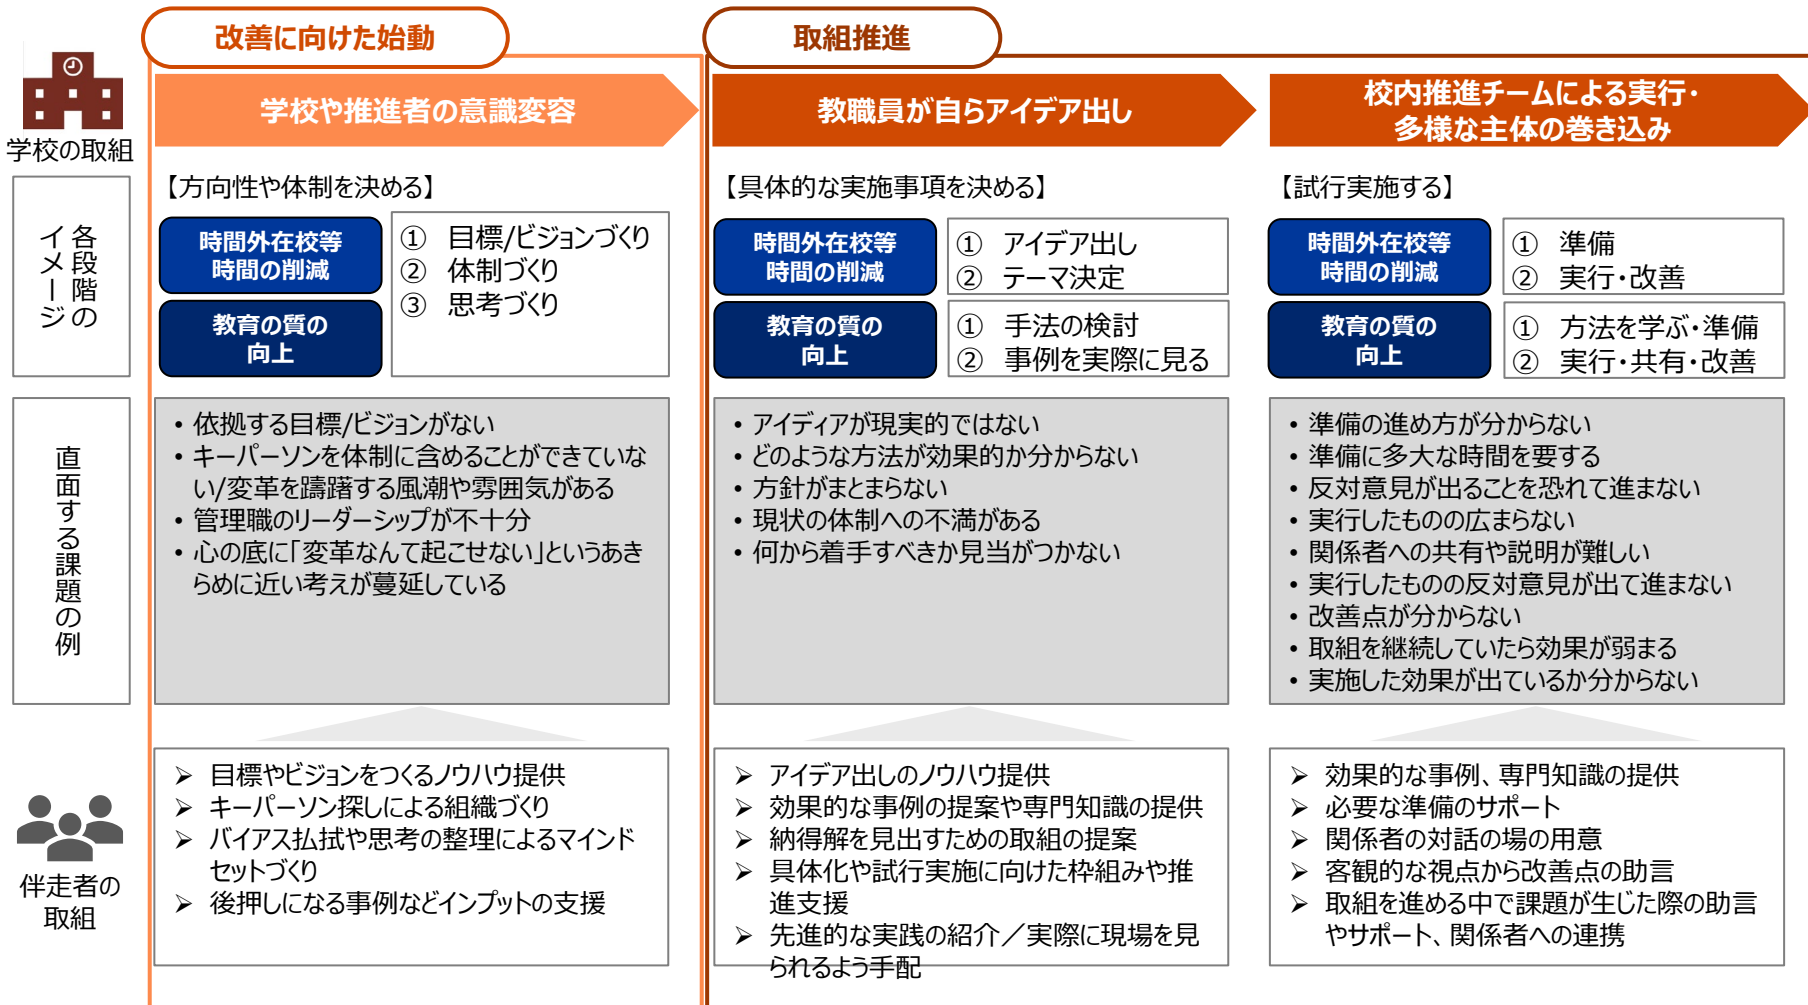 改善に向けた始動
取組推進
学校の取組
学校や推進者の意識変容
教職員が自らアイデア出し
校内推進チームによる実行・
多様な主体の巻き込み
各段階の
イメージ
【方向性や体制を決める】
時間外在校等
時間の削減
教育の質の
向上
① 目標/ビジョンづくり
② 体制づくり
③ 思考づくり
【具体的な実施事項を決める】
時間外在校等
時間の削減
① アイデア出し
② テーマ決定
教育の質の
向上
① 手法の検討
② 事例を実際に見る
【試行実施する】
時間外在校等
時間の削減
① 準備
② 実行・改善
教育の質の
向上
① 方法を学ぶ・準備
② 実行・共有・改善
直面する課題の例
• 依拠する目標/ビジョンがない
• キーパーソンを体制に含めることができていな
い/変革を躊躇する風潮や雰囲気がある
• 管理職のリーダーシップが不十分
• 心の底に「変革なんて起こせない」というあき
らめに近い考えが蔓延している
• アイディアが現実的ではない
• どのような方法が効果的か分からない
• 方針がまとまらない
• 現状の体制への不満がある
• 何から着手すべきか見当がつかない
• 準備の進め方が分からない
• 準備に多大な時間を要する
• 反対意見が出ることを恐れて進まない
• 実行したものの広まらない
• 関係者への共有や説明が難しい
• 実行したものの反対意見が出て進まない
• 改善点が分からない
• 取組を継続していたら効果が弱まる
• 実施した効果が出ているか分からない
伴走者の
取組
➢ 目標やビジョンをつくるノウハウ提供
➢ キーパーソン探しによる組織づくり
➢ バイアス払拭や思考の整理によるマインド
セットづくり
➢ 後押しになる事例などインプットの支援
➢ アイデア出しのノウハウ提供
➢ 効果的な事例の提案や専門知識の提供
➢ 納得解を見出すための取組の提案
➢ 具体化や試行実施に向けた枠組みや推
進支援
➢ 先進的な実践の紹介／実際に現場を見
られるよう手配
➢ 効果的な事例、専門知識の提供
➢ 必要な準備のサポート
➢ 関係者の対話の場の用意
➢ 客観的な視点から改善点の助言
➢ 取組を進める中で課題が生じた際の助言
やサポート、関係者への連携